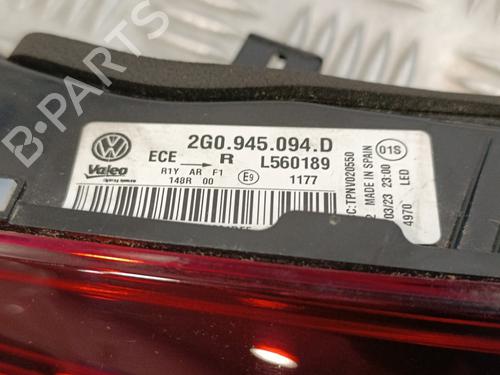 B-PARTS
2G0.945.094.D
Valeo
ECE → R L560189
R1Y AR F1
148R 00
E9
1177
01S
C:TPNV020550
2 MADE IN SPAIN
03/23 23:00
4970 LED